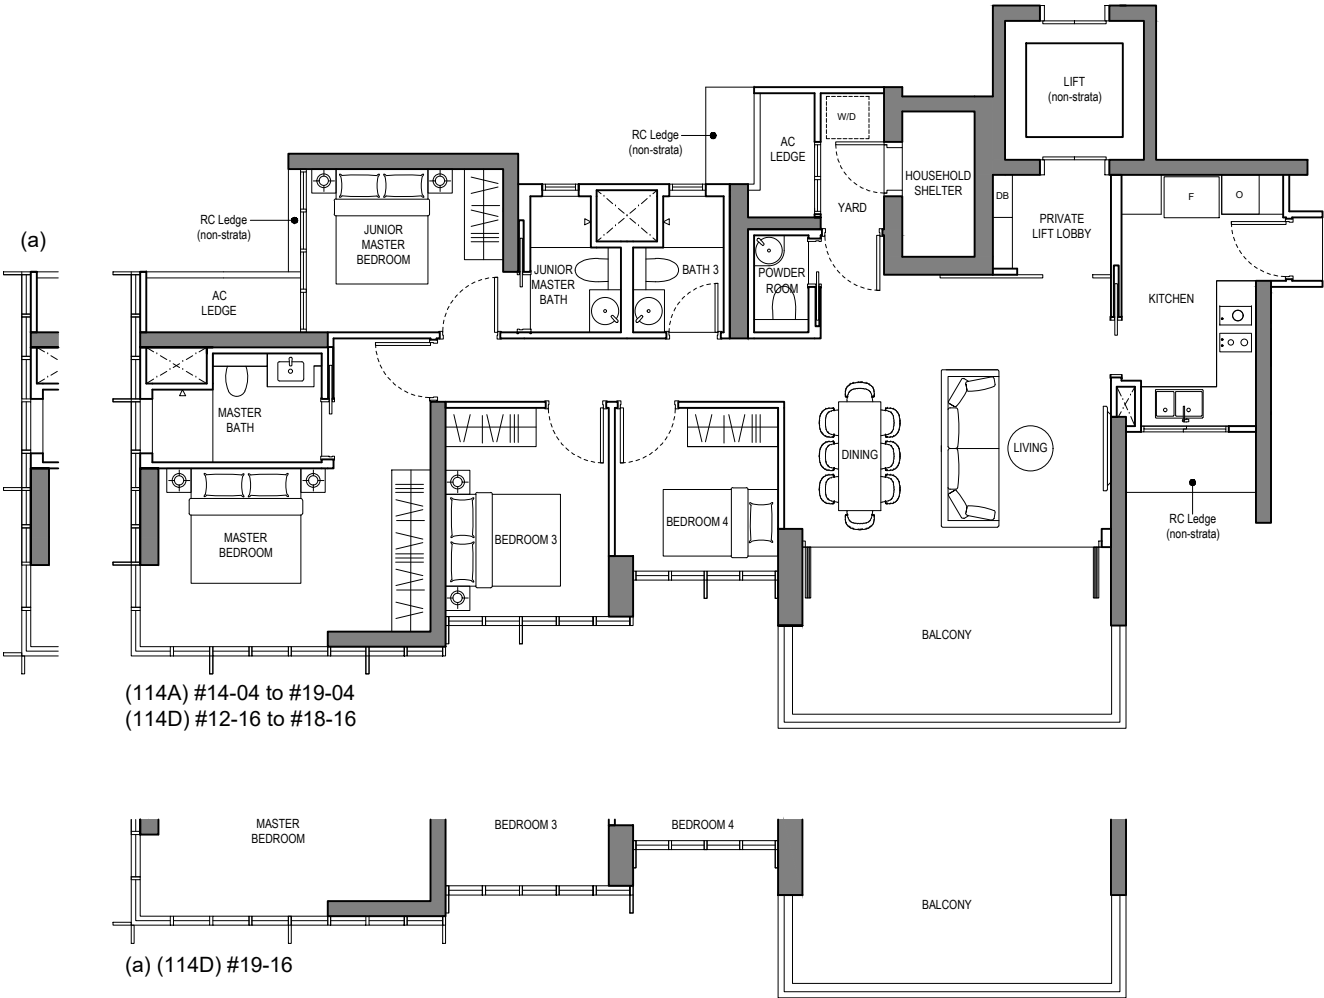 LIFT
(non-strata)
W/D
RC Ledge
(non-strata)
AC
LEDGE
HOUSEHOLD
SHELTER
YARD
DB
PRIVATE
LIFT LOBBY
F
O
RC Ledge
(non-strata)
JUNIOR
MASTER
BEDROOM
(a)
JUNIOR
MASTER
BATH
BATH 3
POWDER
ROOM
KITCHEN
AC
LEDGE
MASTER
BATH
DINING
LIVING
MASTER
BEDROOM
BEDROOM 3
BEDROOM 4
RC Ledge
(non-strata)
BALCONY
(114A) #14-04 to #19-04
(114D) #12-16 to #18-16
MASTER
BEDROOM
BEDROOM 3
BEDROOM 4
BALCONY
(a) (114D) #19-16